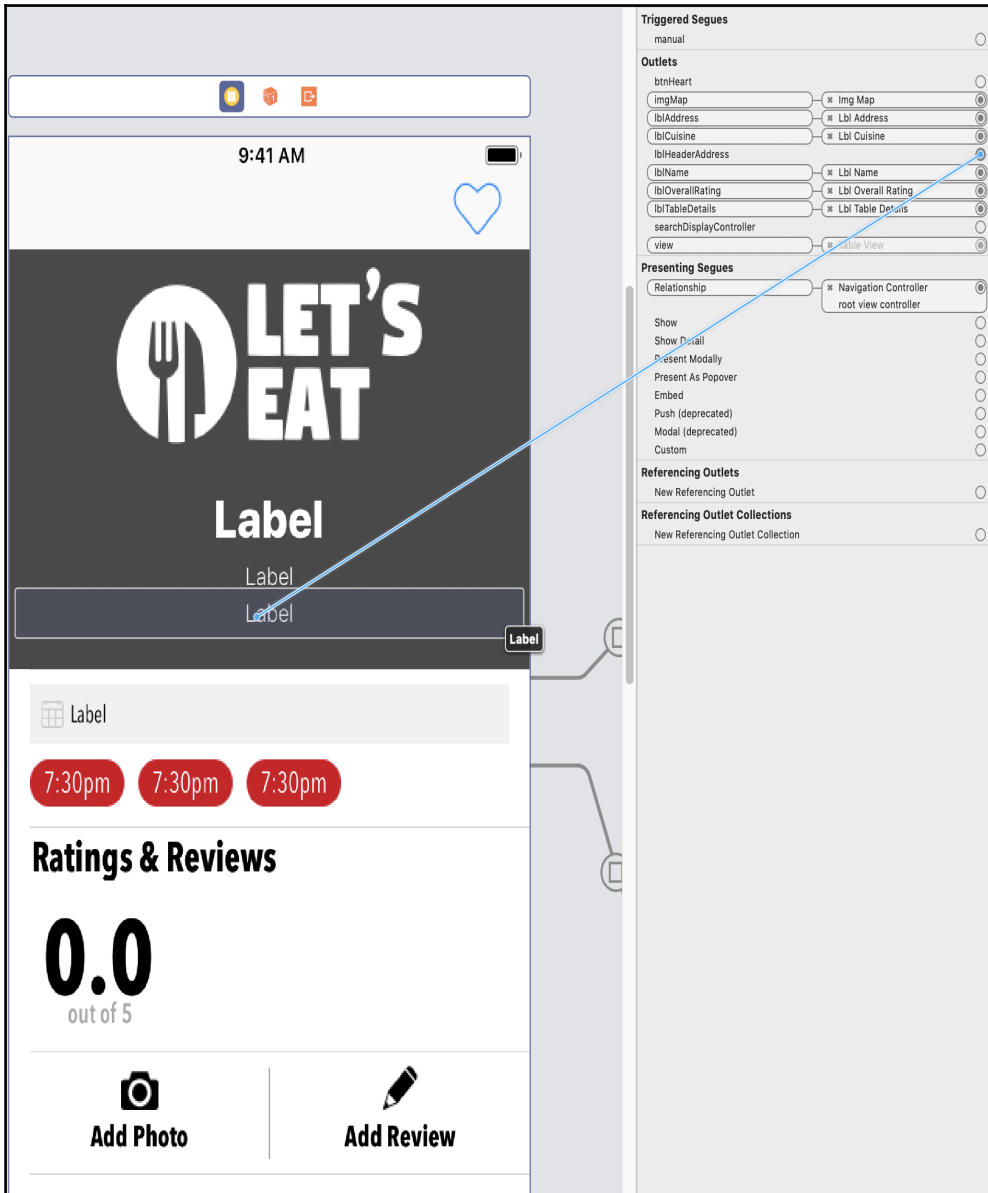 9:41 AM
LET'S
EAT
Label
Label
Label
Label
Label
7:30pm 7:30pm 7:30pm
Ratings & Reviews
0.0
out of 5
Add Photo Add Review
Triggered Segues
manual
Outlets
btnHeart
imgMap Img Map
lblAddress Lbl Address
lblCuisine Lbl Cuisine
lblHeaderAddress
lblName Lbl Name
lblOverallRating Lbl Overall Rating
lblTableDetails Lbl Table Details
searchDisplayController
view Table View
Presenting Segues
Relationship Navigation Controller
root view controller
Show
Show Detail
Present Modally
Present As Popover
Embed
Push (deprecated)
Modal (deprecated)
Custom
Referencing Outlets
New Referencing Outlet
Referencing Outlet Collections
New Referencing Outlet Collection